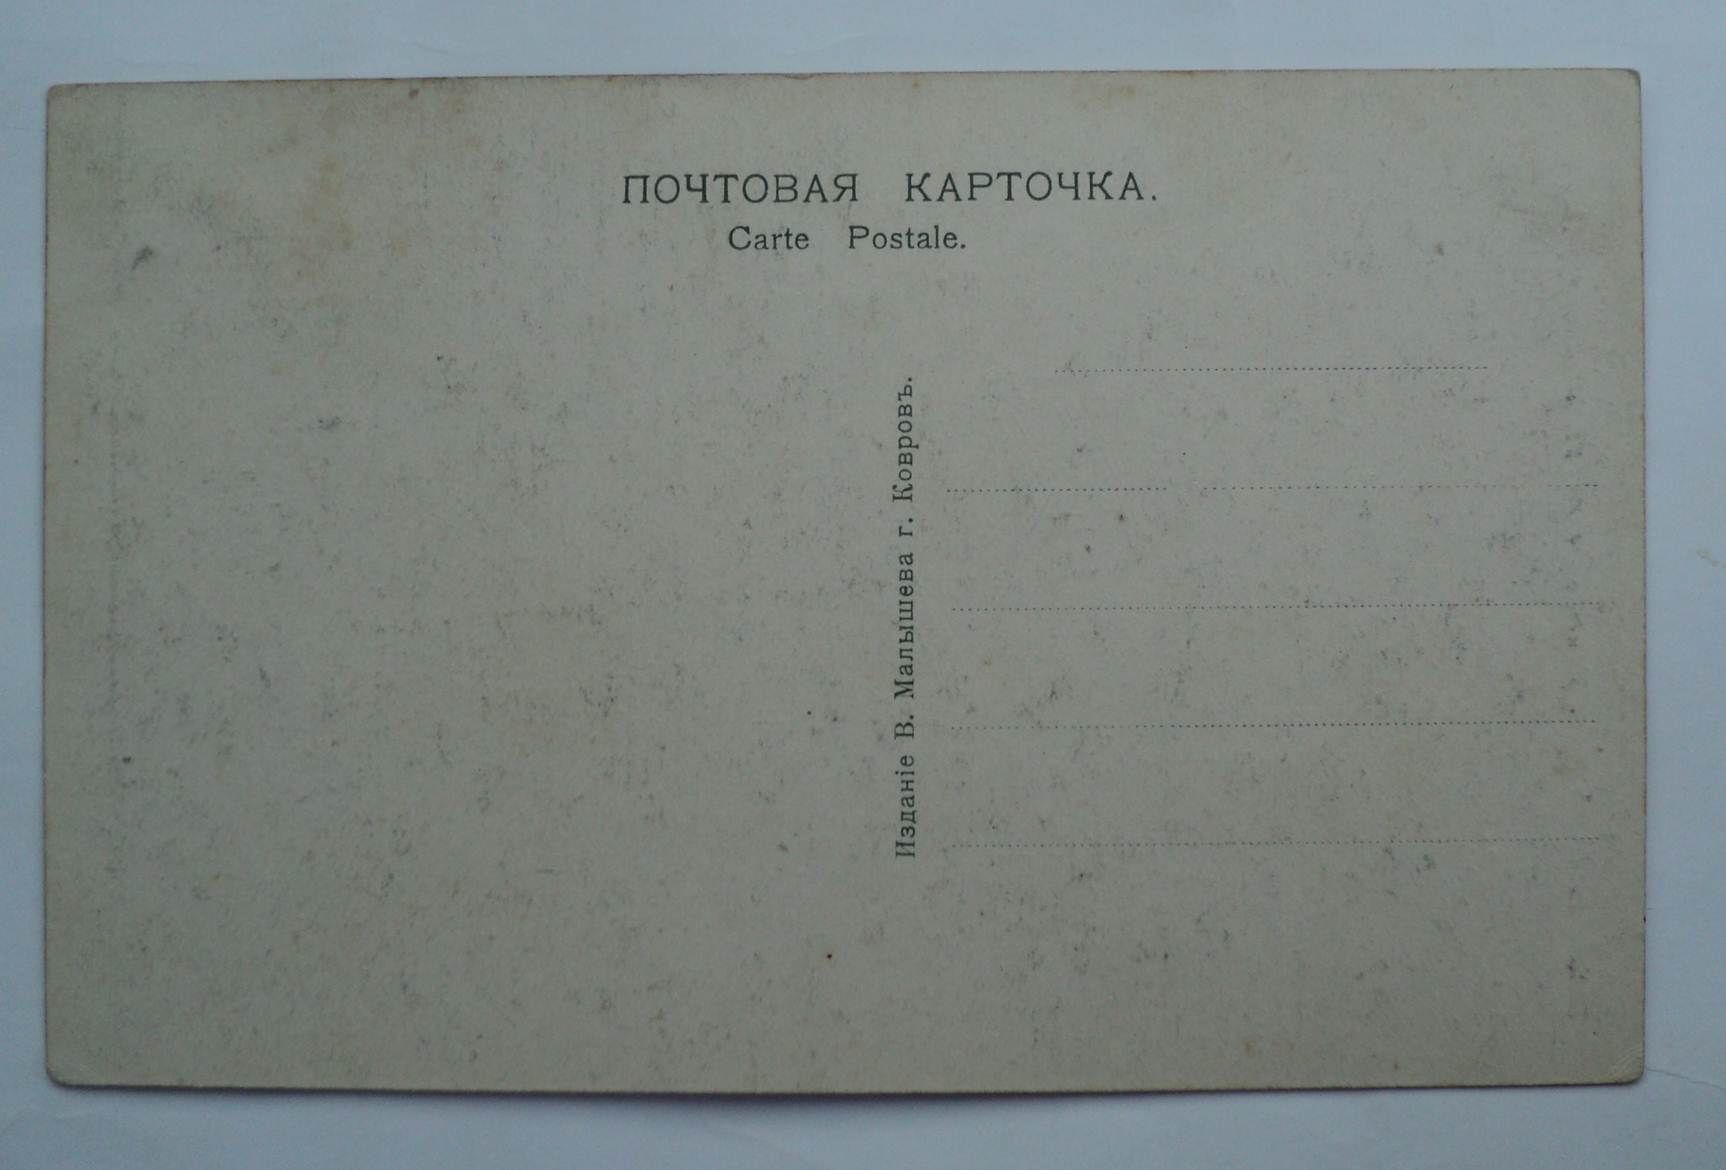 ПОЧТОВАЯ КАРТОЧКА.
Carte Postale.
Изданіе В. Малышева г. Ковровъ.